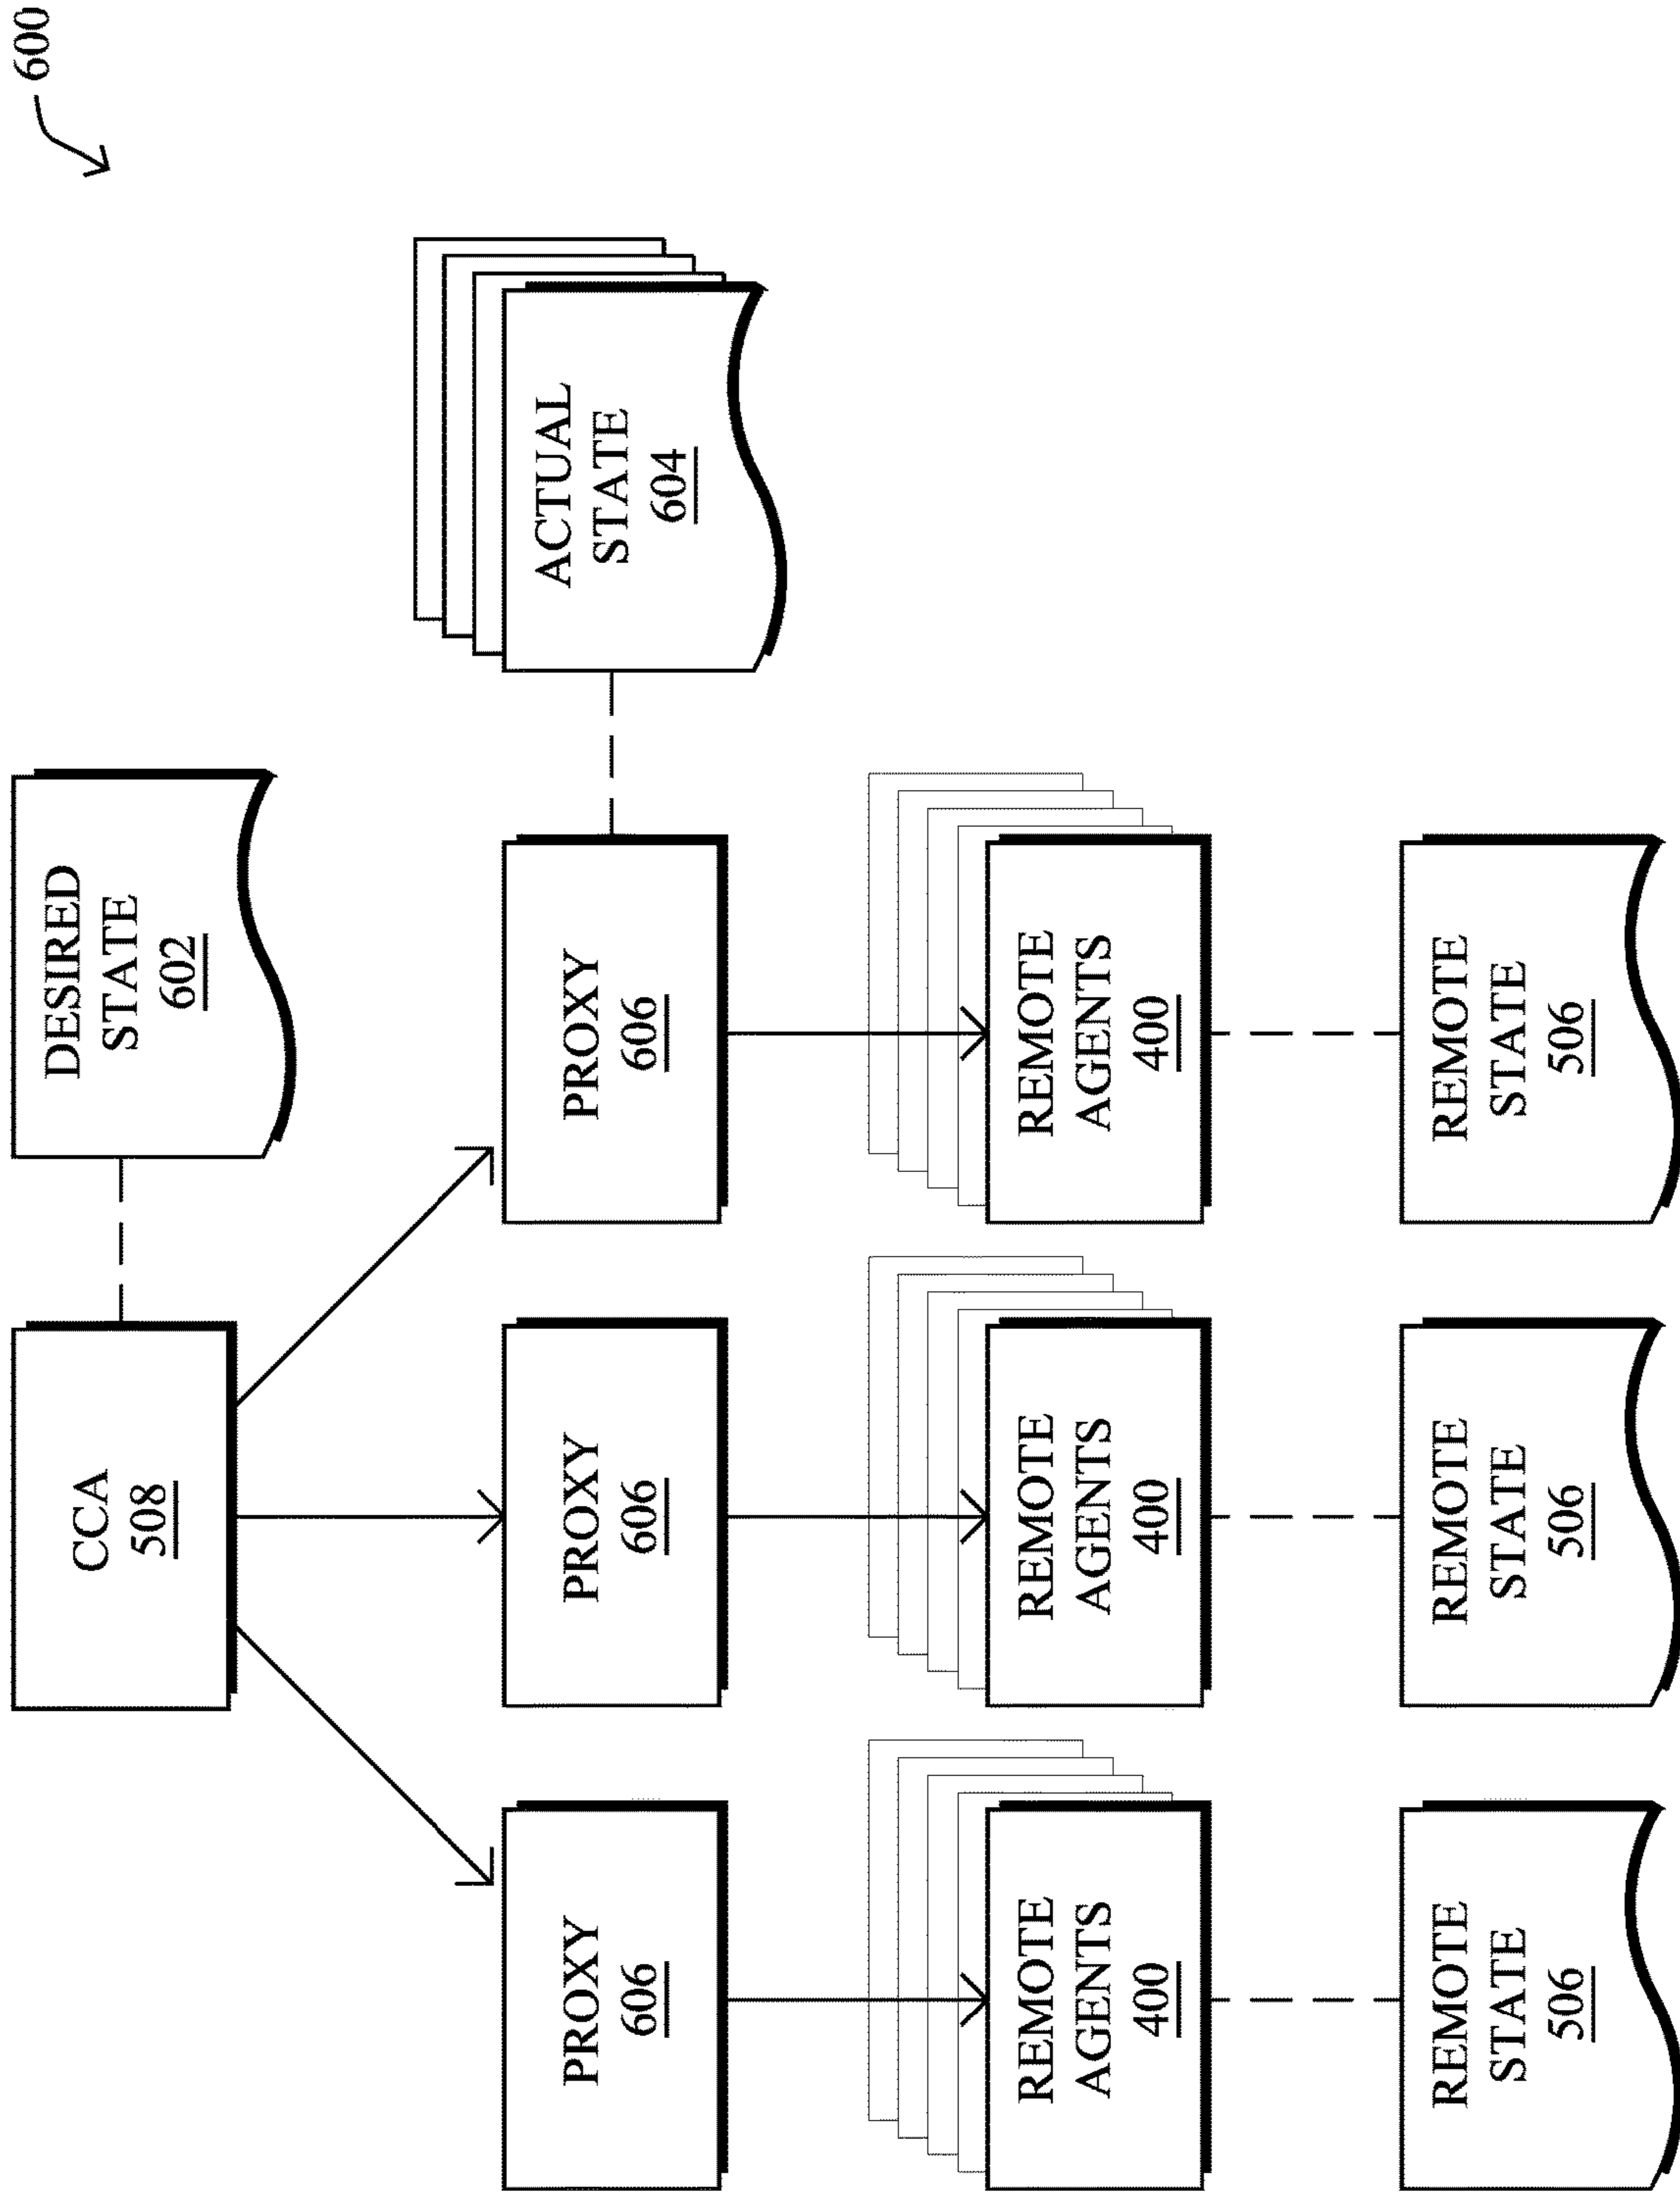 600
CCA
508
DESIRED
STATE
602
PROXY
606
PROXY
606
PROXY
606
ACTUAL
STATE
604
REMOTE
AGENTS
400
REMOTE
AGENTS
400
REMOTE
AGENTS
400
REMOTE
STATE
506
REMOTE
STATE
506
REMOTE
STATE
506